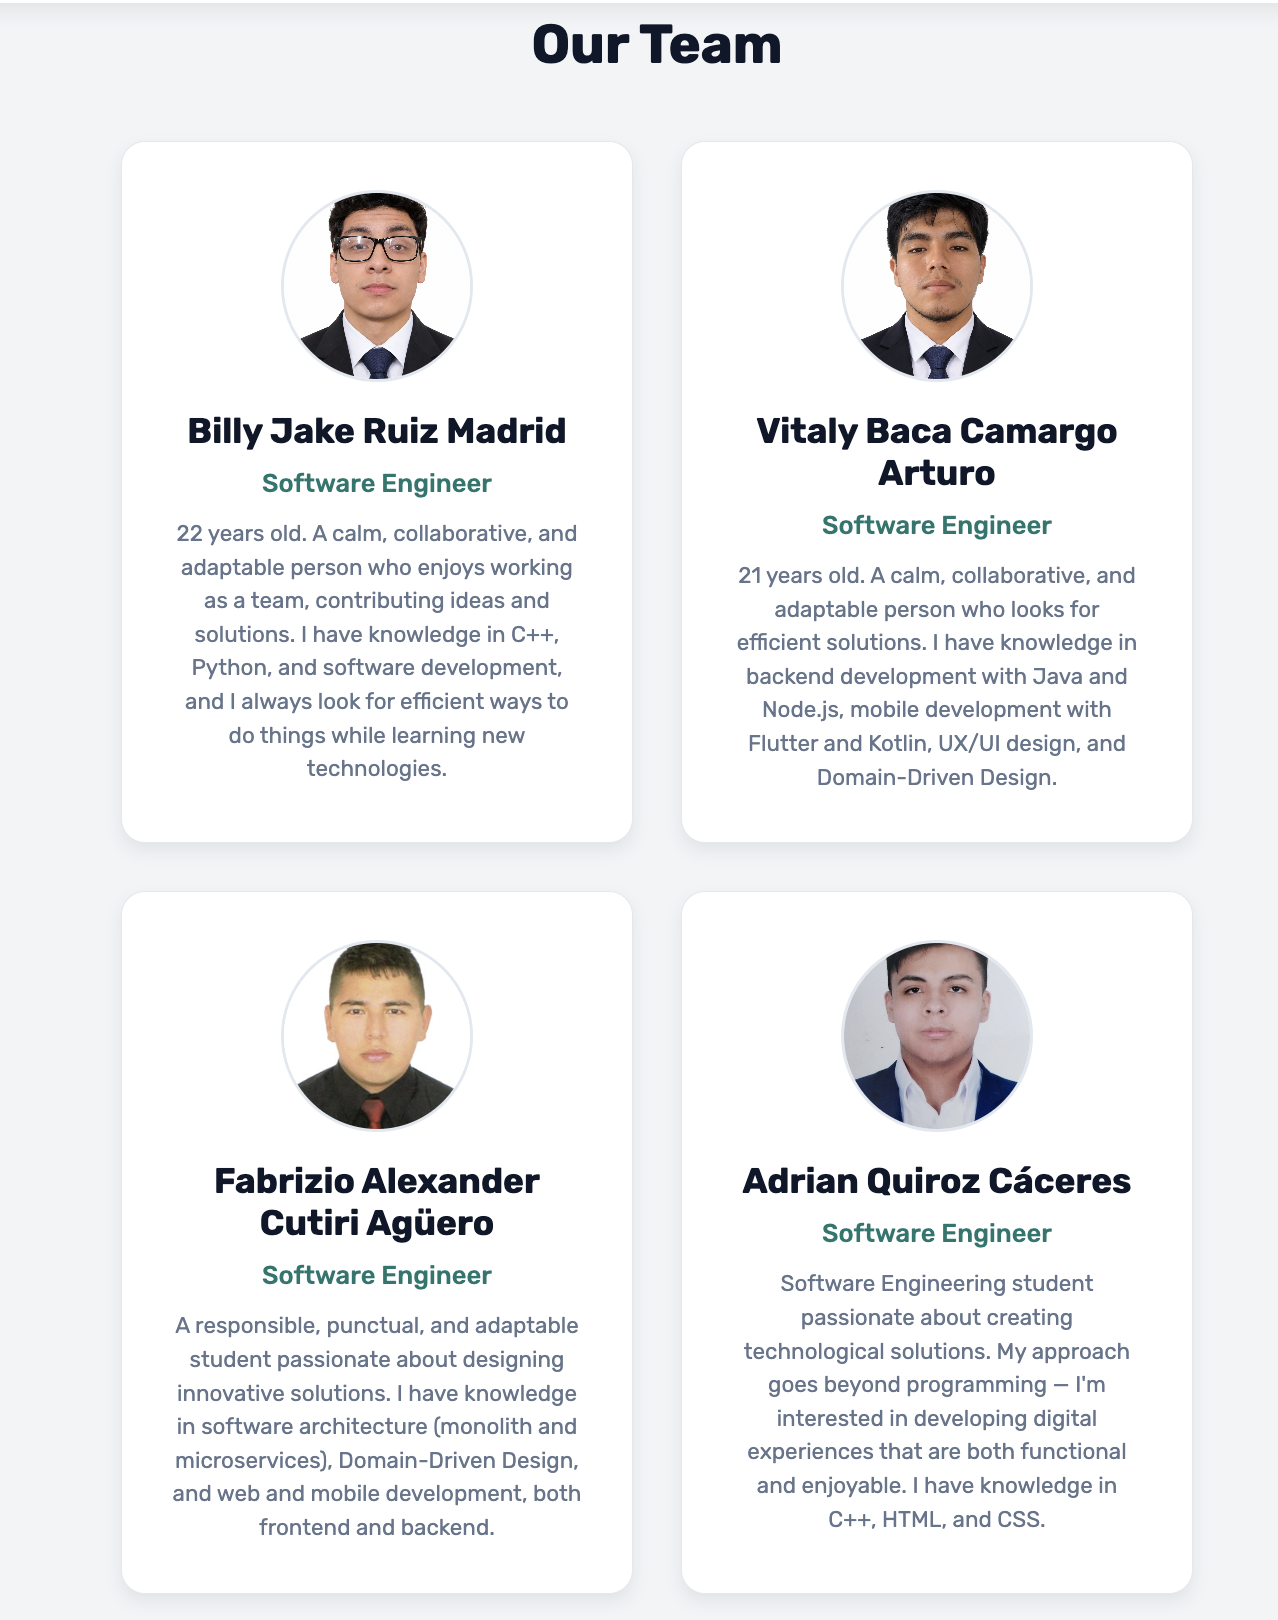 Our Team
Billy Jake Ruiz Madrid
Software Engineer
22 years old. A calm, collaborative, and
adaptable person who enjoys working
as a team, contributing ideas and
solutions. I have knowledge in C++,
Python, and software development,
and I always look for efficient ways to
do things while learning new
technologies.
Vitaly Baca Camargo
Arturo
Software Engineer
21 years old. A calm, collaborative, and
adaptable person who looks for
efficient solutions. I have knowledge in
backend development with Java and
Node.js, mobile development with
Flutter and Kotlin, UX/UI design, and
Domain-Driven Design.
Fabrizio Alexander
Cutiri Agüero
Software Engineer
A responsible, punctual, and adaptable
student passionate about designing
innovative solutions. I have knowledge
in software architecture (monolith and
microservices), Domain-Driven Design,
and web and mobile development, both
frontend and backend.
Adrian Quiroz Cáceres
Software Engineer
Software Engineering student
passionate about creating
technological solutions. My approach
goes beyond programming — I'm
interested in developing digital
experiences that are both functional
and enjoyable. I have knowledge in
C++, HTML, and CSS.